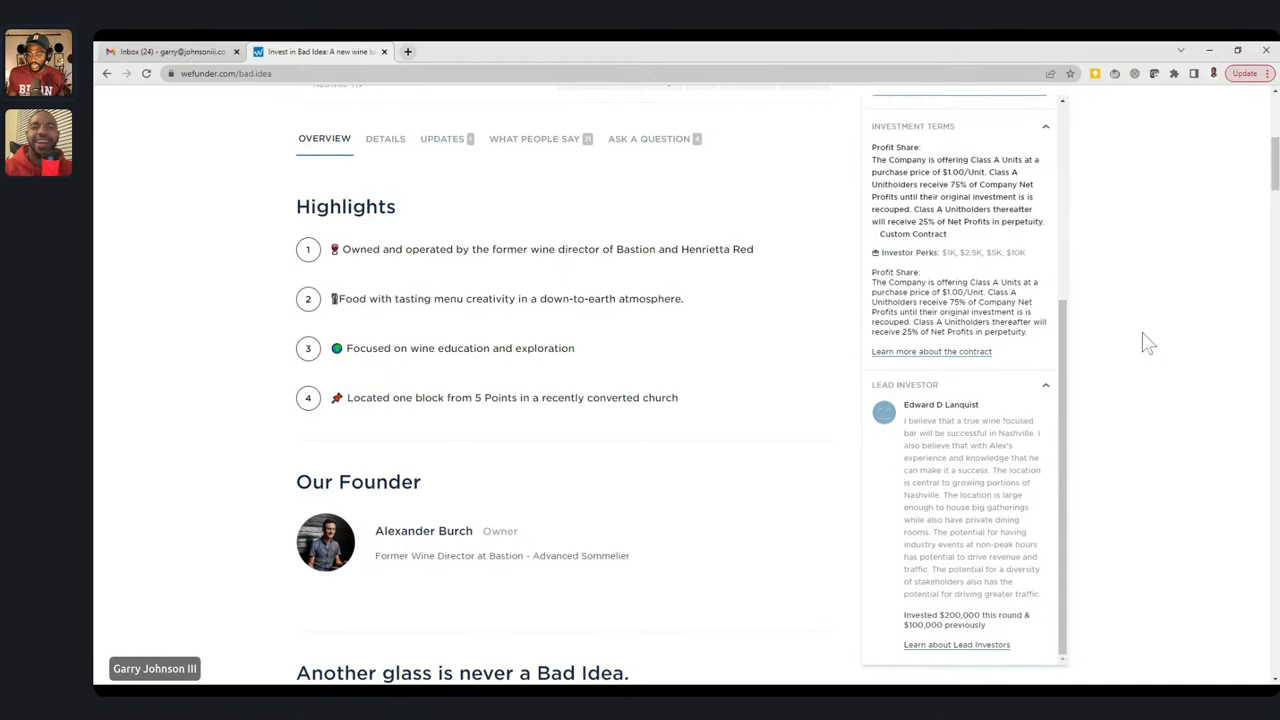 Inbox (24) - garry@johnsoniii.co
Invest in Bad Idea: A new wine b
wefunder.com/bad.idea
Update
Nashville TN
OVERVIEW
DETAILS
UPDATES 1
WHAT PEOPLE SAY
ASK A QUESTION 4
Highlights
1 Owned and operated by the former wine director of Bastion and Henrietta Red
2 Food with tasting menu creativity in a down-to-earth atmosphere.
3 Focused on wine education and exploration
4 Located one block from 5 Points in a recently converted church
Our Founder
Alexander Burch Owner
Former Wine Director at Bastion - Advanced Sommelier
Another glass is never a Bad Idea.
INVESTMENT TERMS
Profit Share:
The Company is offering Class A Units at a
purchase price of $1.00/Unit. Class A
Unitholders receive 75% of Company Net
Profits until their original investment is is
recouped. Class A Unitholders thereafter
will receive 25% of Net Profits in perpetuity.
Custom Contract
Investor Perks: $1K, $2.5K, $5K, $10K
Profit Share:
The Company is offering Class A Units at a
purchase price of $1.00/Unit. Class A
Unitholders receive 75% of Company Net
Profits until their original investment is is
recouped. Class A Unitholders thereafter will
receive 25% of Net Profits in perpetuity.
Learn more about the contract
LEAD INVESTOR
Edward D Lanquist
I believe that a true wine focused
bar will be successful in Nashville. I
also believe that with Alex's
experience and knowledge that he
can make it a success. The location
is central to growing portions of
Nashville. The location is large
enough to house big gatherings
while also have private dining
rooms. The potential for having
industry events at non-peak hours
has potential to drive revenue and
traffic. The potential for a diversity
of stakeholders also has the
potential for driving greater traffic.
Invested $200,000 this round &
$100,000 previously
Learn about Lead Investors
Garry Johnson III